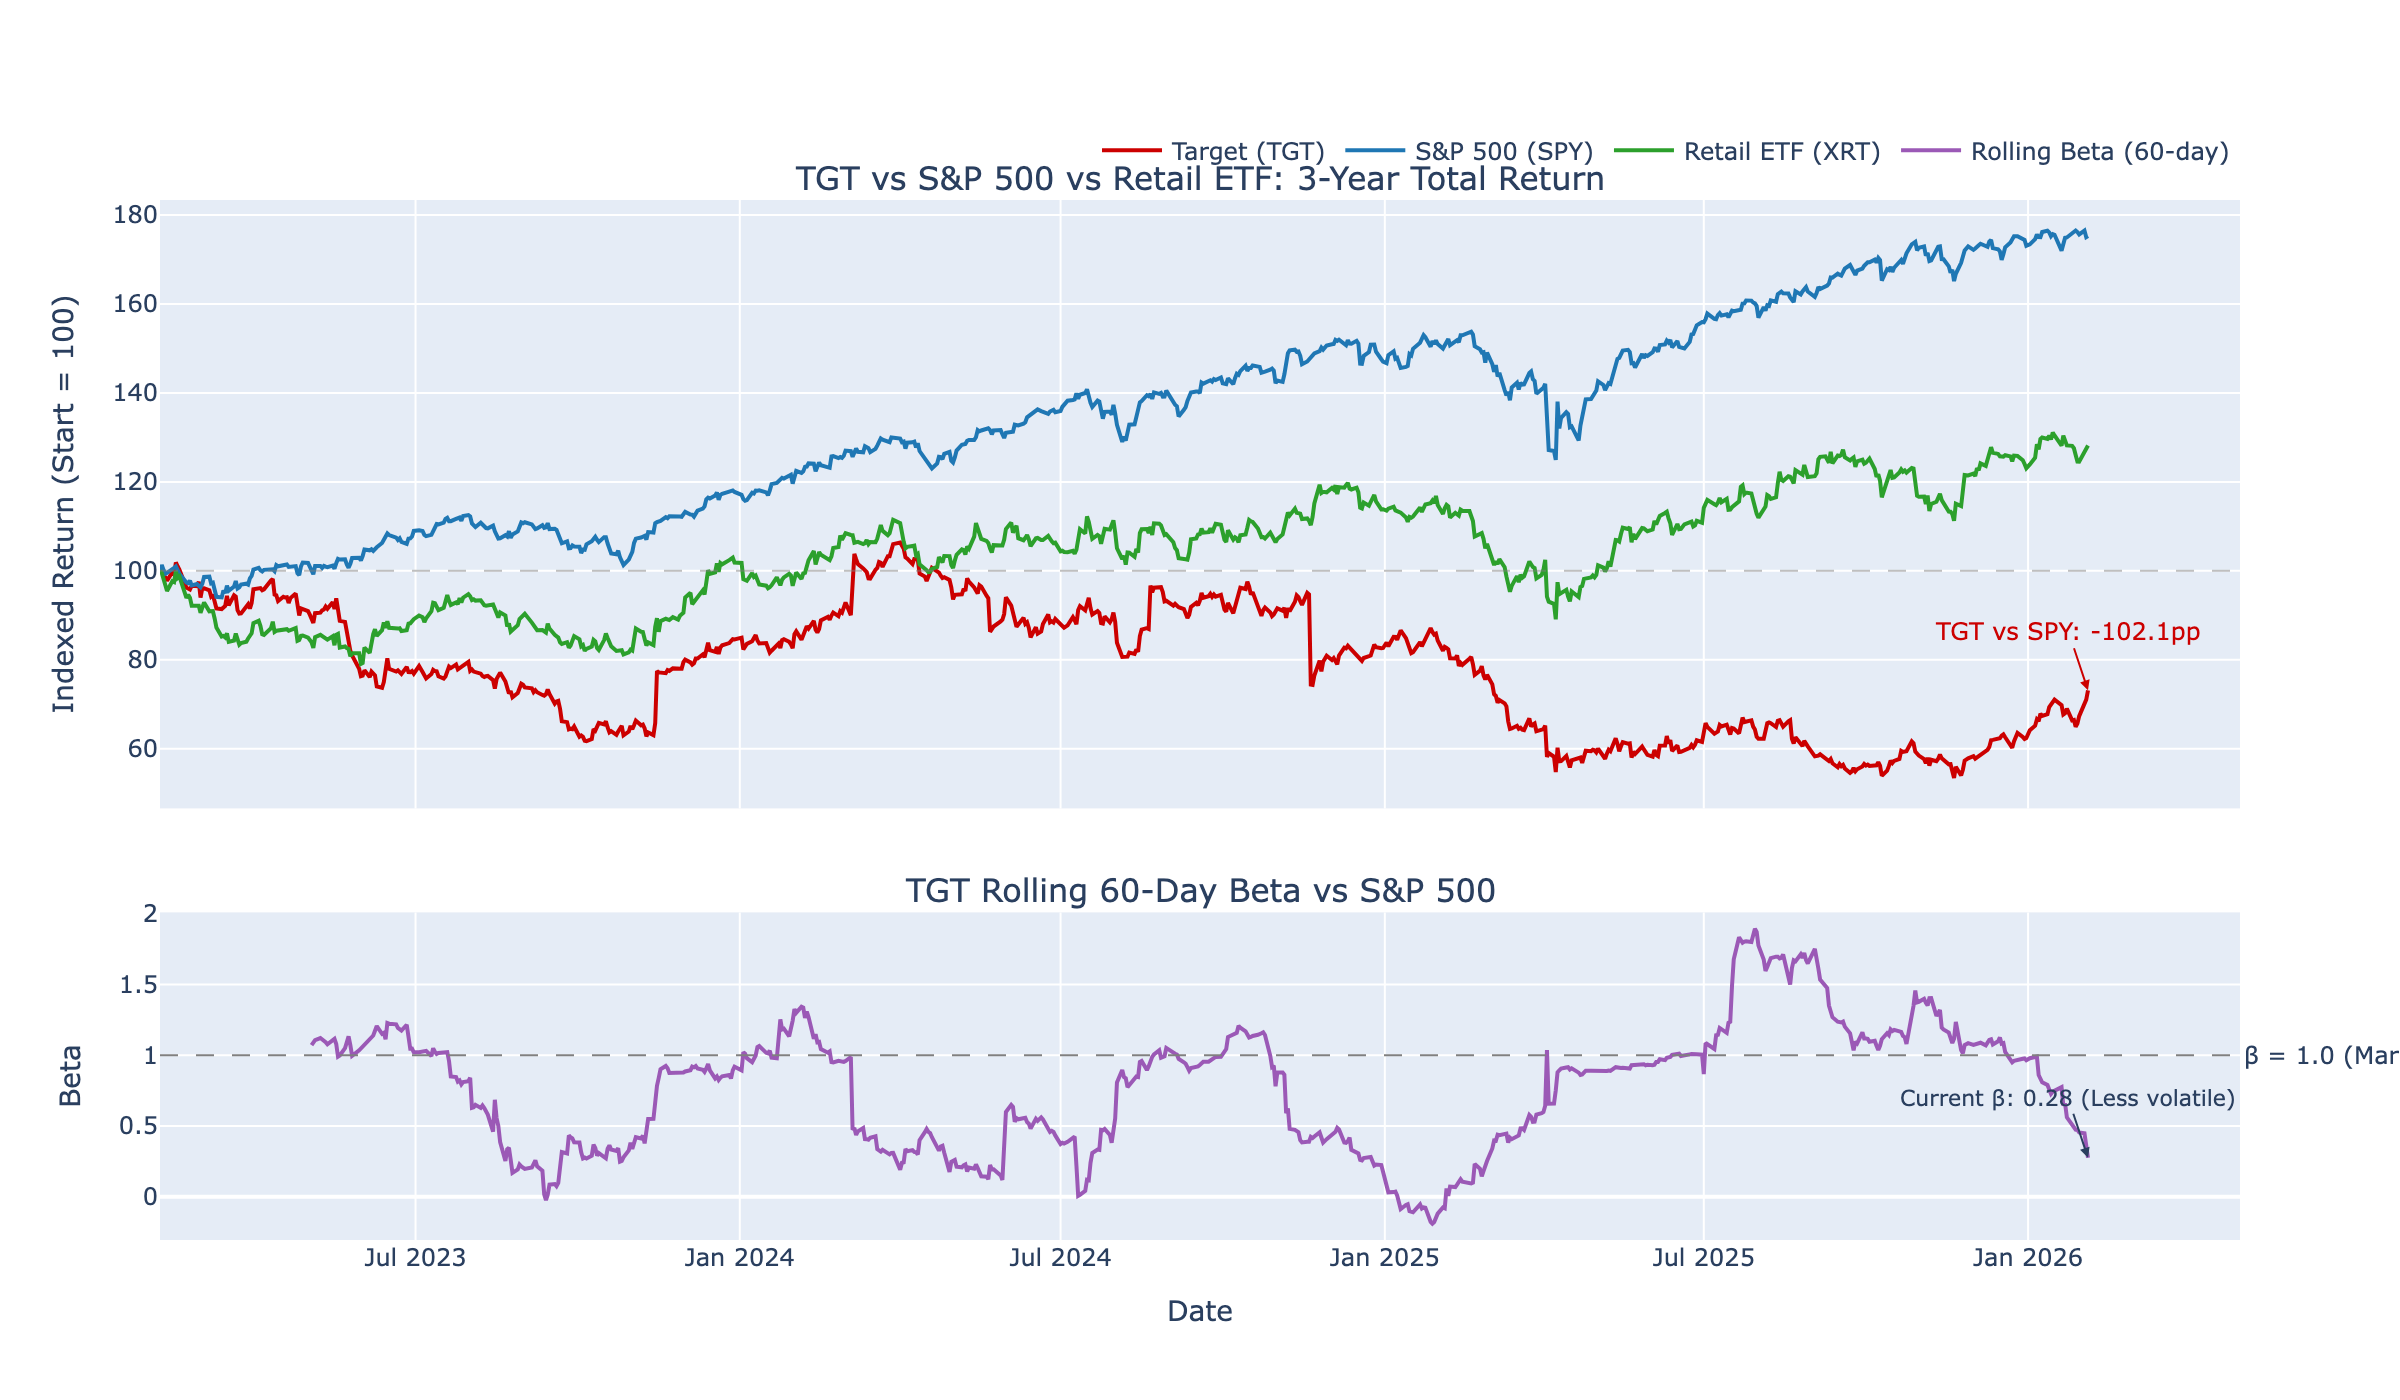 Target (TGT) S&P 500 (SPY) Retail ETF (XRT) Rolling Beta (60-day)
TGT vs S&P 500 vs Retail ETF: 3-Year Total Return
Indexed Return (Start = 100)
180
160
140
120
100
80
60
TGT vs SPY: -102.1pp
TGT Rolling 60-Day Beta vs S&P 500
Beta
2
1.5
1
0.5
0
β = 1.0 (Mar
Current β: 0.28 (Less volatile)
Jul 2023 Jan 2024 Jul 2024 Jan 2025 Jul 2025 Jan 2026
Date